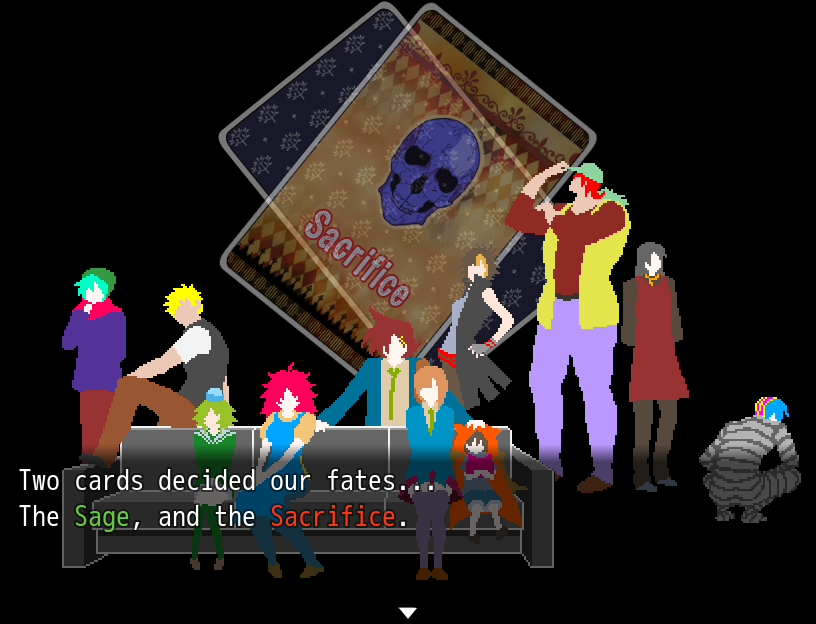 Sacrifice
Two cards decided our fates...
The Sage, and the Sacrifice.